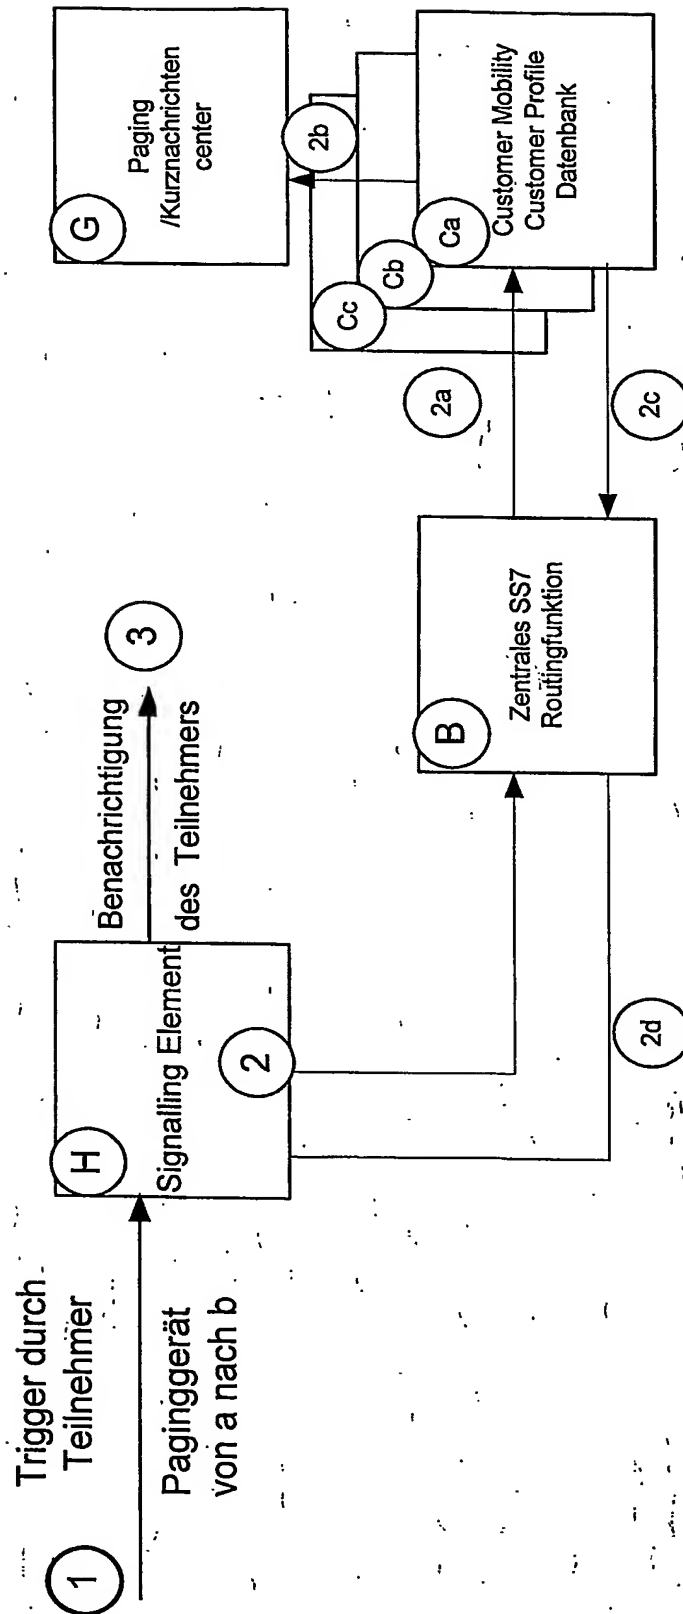 1
Trigger durch
Teilnehmer
Paginggerät
von a nach b
H
Signalling Element
2
Benachrichtigung
des Teilnehmers
3
2d
B
Zentrales SS7
Routingfunktion
2a
2c
Cc
Cb
Ca
Customer Mobility
Customer Profile
Datenbank
2b
G
Paging
/Kurznachrichten
center